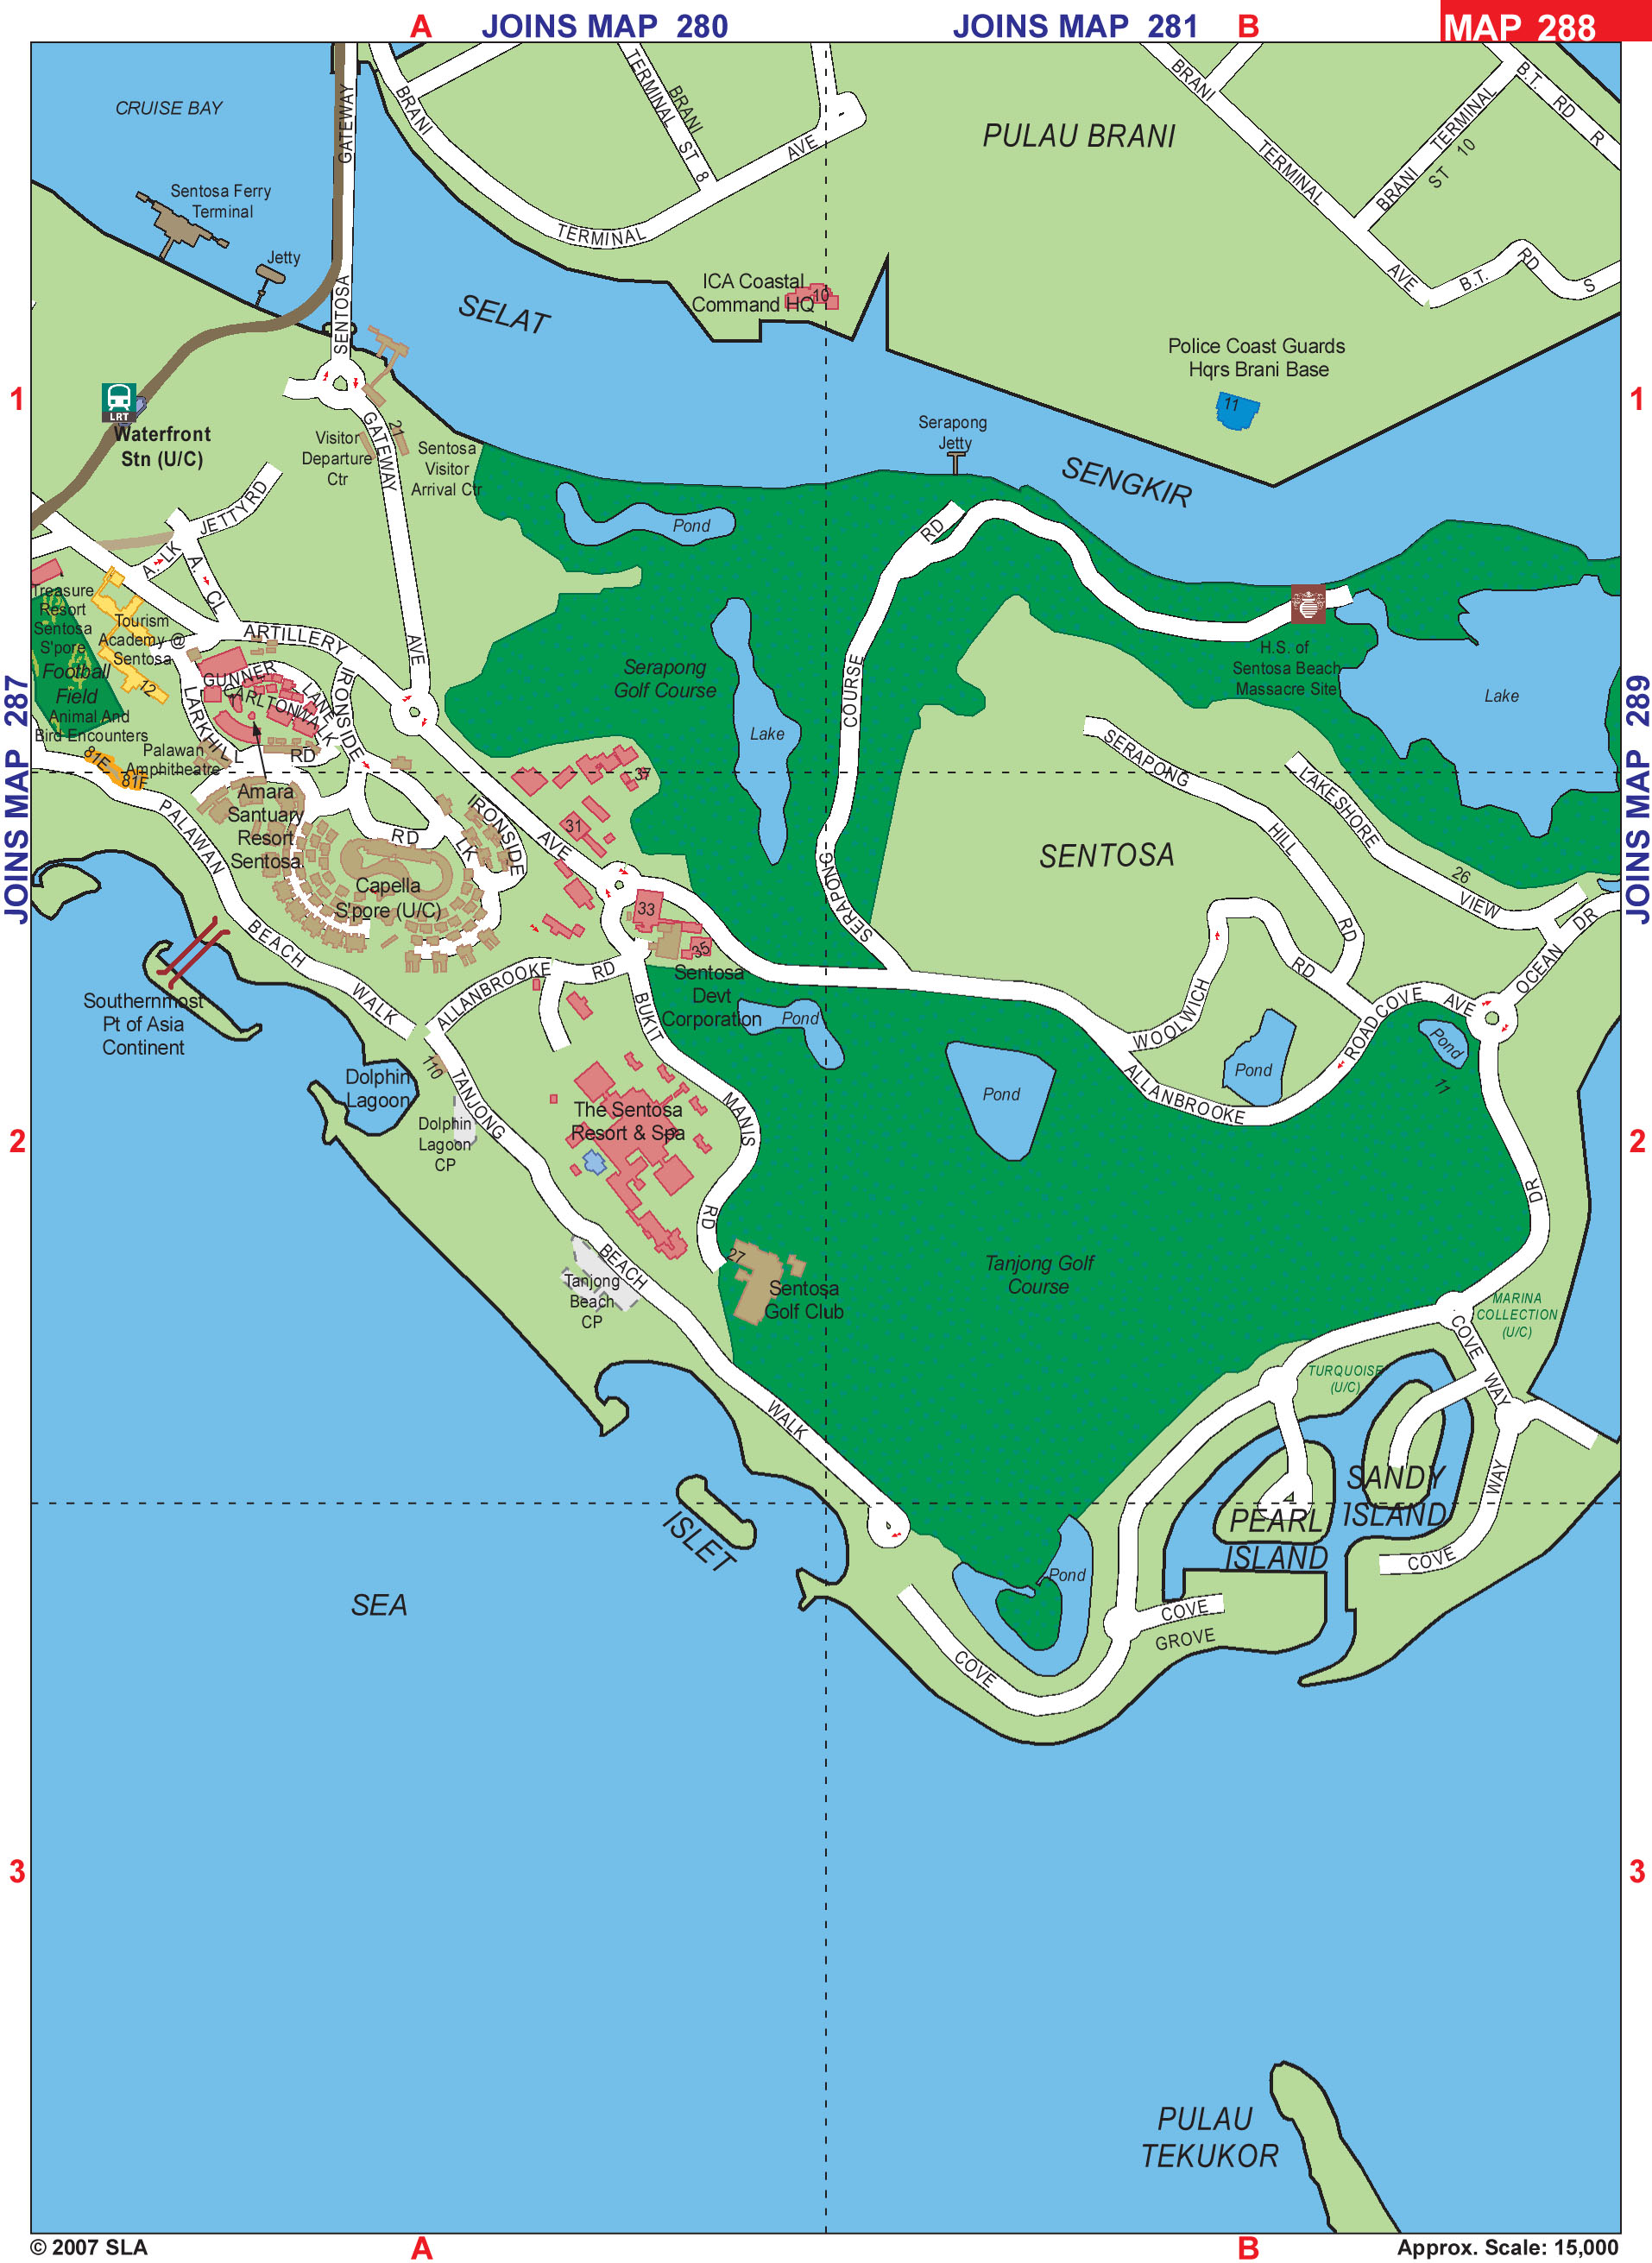 A
JOINS MAP 280
JOINS MAP 281
B
MAP 288
CRUISE BAY
GATEWAY
BRANI
TERMINAL
BRANI
ST 8
AVE
TERMINAL
PULAU BRANI
BRANI
TERMINAL
AVE
BRANI TERMINAL
ST 10
B.T. RD R
B.T. RD S
Sentosa Ferry
Terminal
Jetty
SENTOSA
SELAT
ICA Coastal
Command HQ
10
Police Coast Guards
Hqrs Brani Base
11
1
1
LRT
Waterfront
Stn (U/C)
GATEWAY
21
Visitor
Departure
Ctr
Sentosa
Visitor
Arrival Ctr
Serapong
Jetty
SENGKIR
Pond
JETTY RD
A. LK
A. CL
RD
Treasure
Resort
Sentosa
S'pore
Tourism
Academy @
Sentosa
12
Football
Field
Animal And
Bird Encounters
ARTILLERY
AVE
GUNNER
LANE
CARLTON
WALK
IRONSIDE
LARKHILL
RD
Palawan
Amphitheatre
81E
81F
Serapong
Golf Course
Lake
COURSE
H.S. of
Sentosa Beach
Massacre Site
Lake
JOINS MAP 287
JOINS MAP 289
37
31
Amara
Santuary
Resort
Sentosa
PALAWAN
RD
LK
IRONSIDE
AVE
Capella
S'pore (U/C)
SERAPONG
SENTOSA
SERAPONG
HILL
RD
LAKESHORE
26
VIEW
OCEAN DR
33
35
BEACH
WALK
ALLANBROOKE
RD
Sentosa
Devt
Corporation
Pond
Southernmost
Pt of Asia
Continent
BUKIT
MANIS
RD
WOOLWICH
RD
ROAD
COVE
AVE
Pond
Pond
Pond
11
ALLANBROOKE
Dolphin
Lagoon
110
TANJONG
Dolphin
Lagoon
CP
The Sentosa
Resort & Spa
2
2
DR
27
Sentosa
Golf Club
BEACH
Tanjong
Beach
CP
Tanjong Golf
Course
MARINA
COLLECTION
(U/C)
TURQUOISE
(U/C)
COVE
WAY
WALK
SANDY
ISLAND
WAY
PEARL
ISLAND
COVE
ISLET
SEA
Pond
COVE
GROVE
COVE
3
3
PULAU
TEKUKOR
© 2007 SLA
A
B
Approx. Scale: 15,000